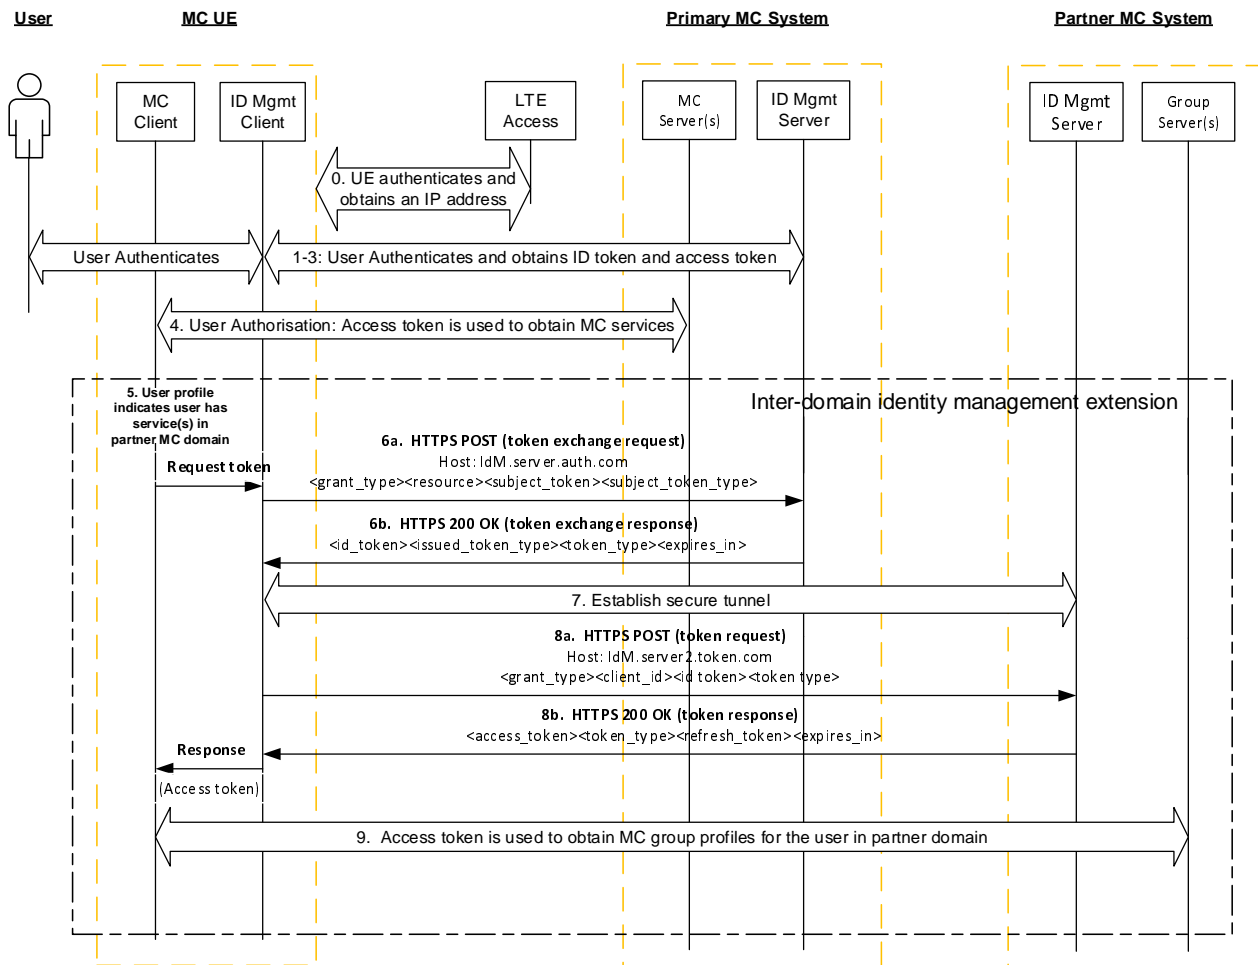 User
MC UE
Primary MC System
Partner MC System
MC
Client
ID Mgmt
Client
LTE
Access
MC
Server(s)
ID Mgmt
Server
ID Mgmt
Server
Group
Server(s)
0. UE authenticates and
obtains an IP address
User Authenticates
1-3: User Authenticates and obtains ID token and access token
4. User Authorisation: Access token is used to obtain MC services
5. User profile
indicates user has
service(s) in
partner MC domain
Inter-domain identity management extension
Request token
6a. HTTPS POST (token exchange request)
Host: IdM.server.auth.com
<grant_type><resource><subject_token><subject_token_type>
6b. HTTPS 200 OK (token exchange response)
<id_token><issued_token_type><token_type><expires_in>
7. Establish secure tunnel
8a. HTTPS POST (token request)
Host: IdM.server2.token.com
<grant_type><client_id><id token><token type>
8b. HTTPS 200 OK (token response)
<access_token><token_type><refresh_token><expires_in>
Response
(Access token)
9. Access token is used to obtain MC group profiles for the user in partner domain